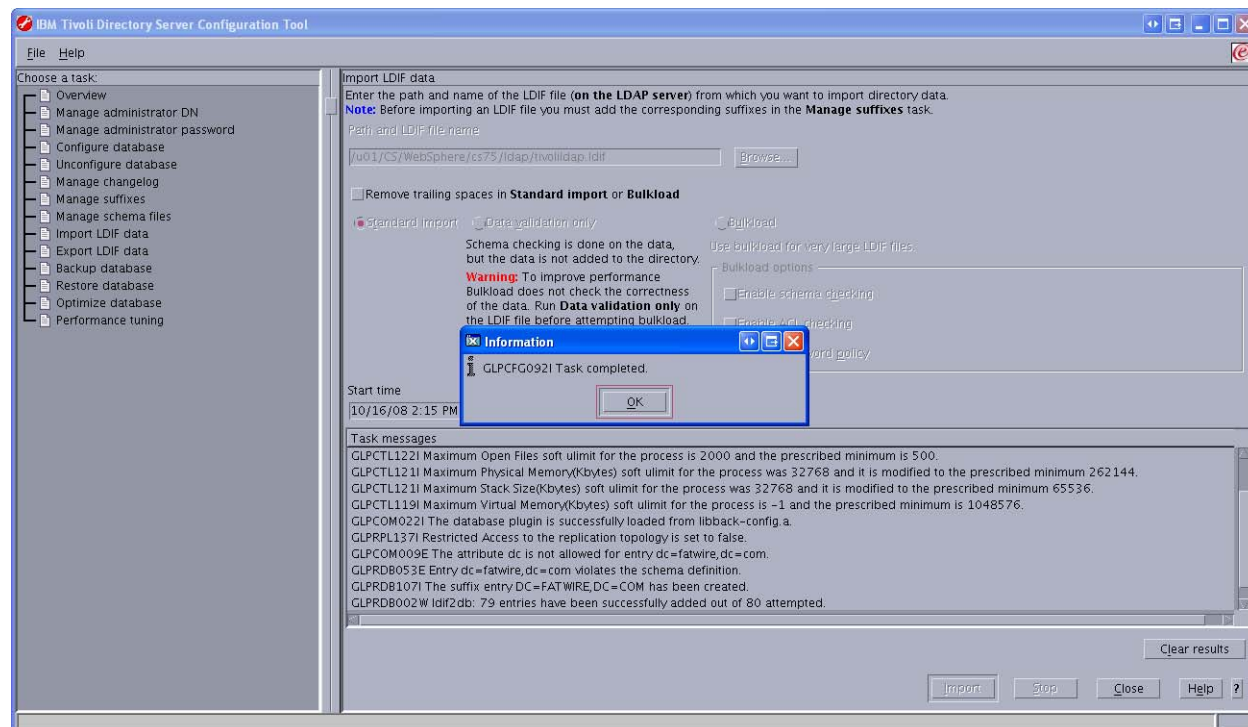 IBM Tivoli Directory Server Configuration Tool
File Help
Choose a task:
Overview
Manage administrator DN
Manage administrator password
Configure database
Unconfigure database
Manage changelog
Manage suffixes
Manage schema files
Import LDIF data
Export LDIF data
Backup database
Restore database
Optimize database
Performance tuning
Import LDIF data
Enter the path and name of the LDIF file (on the LDAP server) from which you want to import directory data.
Note: Before importing an LDIF file you must add the corresponding suffixes in the Manage suffixes task.
Path and LDIF file name
/u01/CS/WebSphere/cs75/ldap/tivolildap.ldif Browse...
Remove trailing spaces in Standard import or Bulkload
Standard import Data validation only Bulkload
Schema checking is done on the data,
but the data is not added to the directory.
Warning: To improve performance
Bulkload does not check the correctness
of the data. Run Data validation only on
the LDIF file before attempting bulkload.
Use bulkload for very large LDIF files.
Bulkload options
Enable schema checking
Enable ACL checking
policy
Information
GLPCFG092I Task completed.
OK
Start time
10/16/08 2:15 PM
Task messages
GLPCTL122I Maximum Open Files soft ulimit for the process is 2000 and the prescribed minimum is 500.
GLPCTL121I Maximum Physical Memory(Kbytes) soft ulimit for the process was 32768 and it is modified to the prescribed minimum 262144.
GLPCTL121I Maximum Stack Size(Kbytes) soft ulimit for the process was 32768 and it is modified to the prescribed minimum 65536.
GLPCTL119I Maximum Virtual Memory(Kbytes) soft ulimit for the process is -1 and the prescribed minimum is 1048576.
GLPCOM022I The database plugin is successfully loaded from libback-config.a.
GLPRPL137I Restricted Access to the replication topology is set to false.
GLPCOM009E The attribute dc is not allowed for entry dc=fatwire,dc=com.
GLPRDB053E Entry dc=fatwire,dc=com violates the schema definition.
GLPRDB107I The suffix entry DC=FATWIRE,DC=COM has been created.
GLPRDB002W ldif2db: 79 entries have been successfully added out of 80 attempted.
Clear results
Import Stop Close Help ?